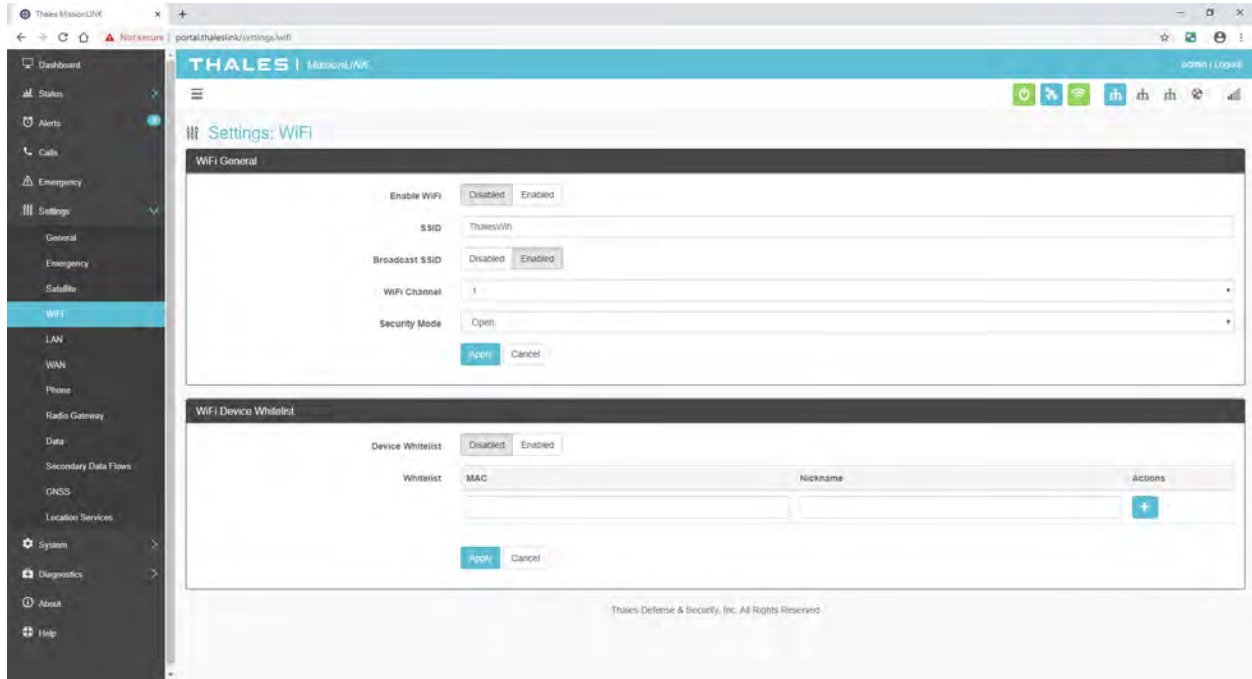 Thales MissionLINK
Not secure | portal.thaleslink/settings/wifi
THALES | MissionLINK
admin | Logout
Dashboard
Status
Alerts
Calls
Emergency
Settings
General
Emergency
Satellite
WiFi
LAN
WAN
Phone
Radio Gateway
Data
Secondary Data Flows
GNSS
Location Services
System
Diagnostics
About
Help
Settings: WiFi
WiFi General
Enable WiFi Disabled Enabled
SSID ThalesWifi
Broadcast SSID Disabled Enabled
WiFi Channel 1
Security Mode Open
Apply Cancel
WiFi Device Whitelist
Device Whitelist Disabled Enabled
Whitelist MAC Nickname Actions
+
Apply Cancel
Thales Defense & Security, Inc. All Rights Reserved